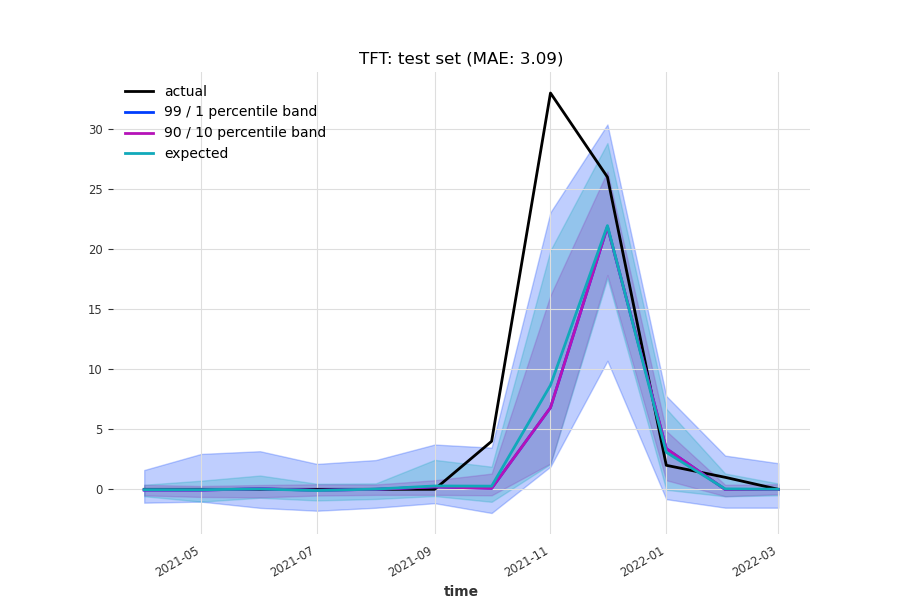 TFT: test set (MAE: 3.09)
actual
99 / 1 percentile band
90 / 10 percentile band
expected
30
25
20
15
10
5
0
2021-05
2021-07
2021-09
2021-11
2022-01
2022-03
time